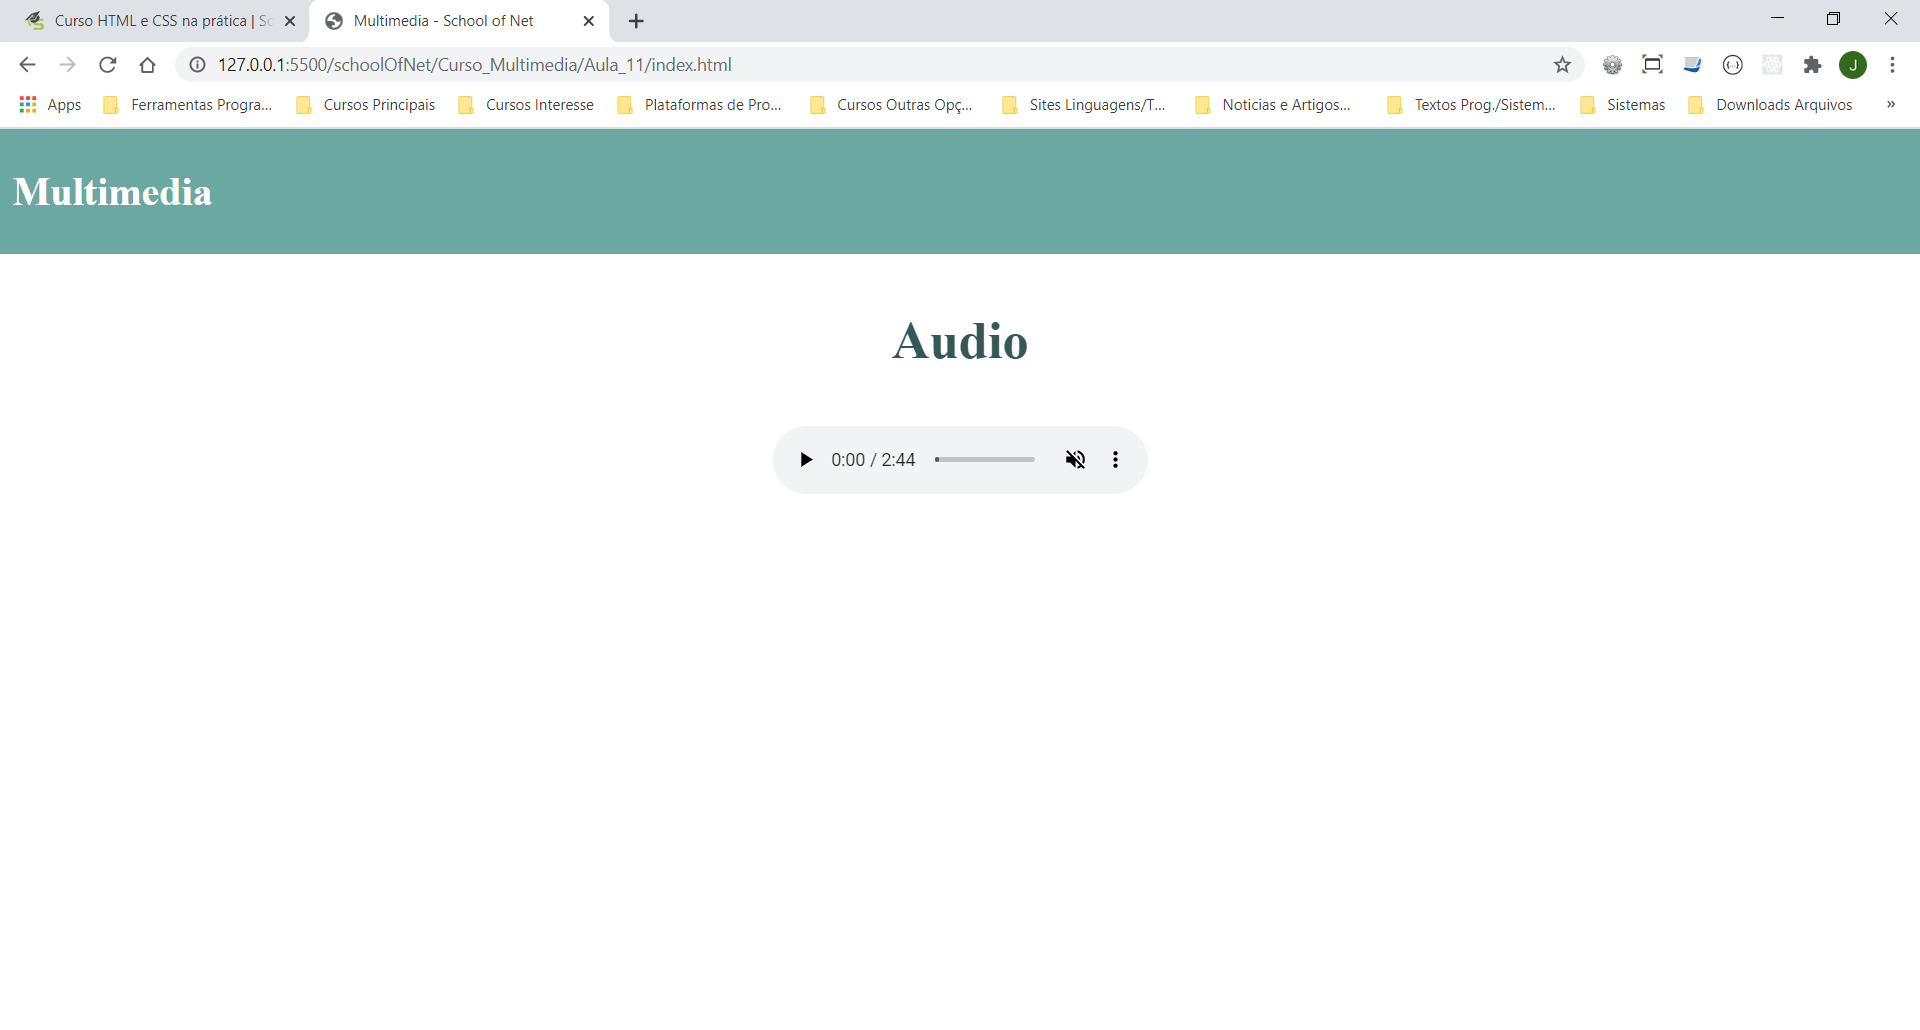 Curso HTML e CSS na prática | Sc
Multimedia - School of Net
127.0.0.1:5500/schoolOfNet/Curso_Multimedia/Aula_11/index.html
J
Apps
Ferramentas Progra...
Cursos Principais
Cursos Interesse
Plataformas de Pro...
Cursos Outras Opç...
Sites Linguagens/T...
Noticias e Artigos...
Textos Prog./Sistem...
Sistemas
Downloads Arquivos
»
Multimedia
Audio
0:00 / 2:44